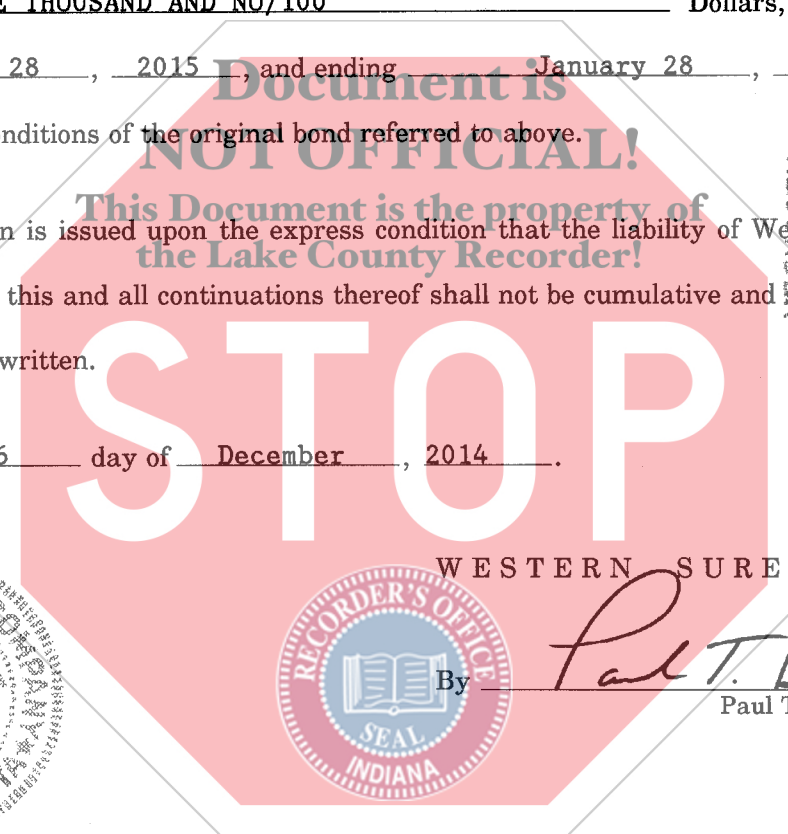 THOUSAND AND NO/100 Dollars,
28 , 2015 , and ending January 28 ,
Document is
nditions of the original bond referred to above.
NOT OFFICIAL!
This Document is the property of
n is issued upon the express condition that the liability of We
the Lake County Recorder!
this and all continuations thereof shall not be cumulative and
written.
STOP
day of December , 2014 .
WESTERN SURE
RECORDER'S OFFICE
SEAL
INDIANA
COMPANY
By Paul T.
Paul T